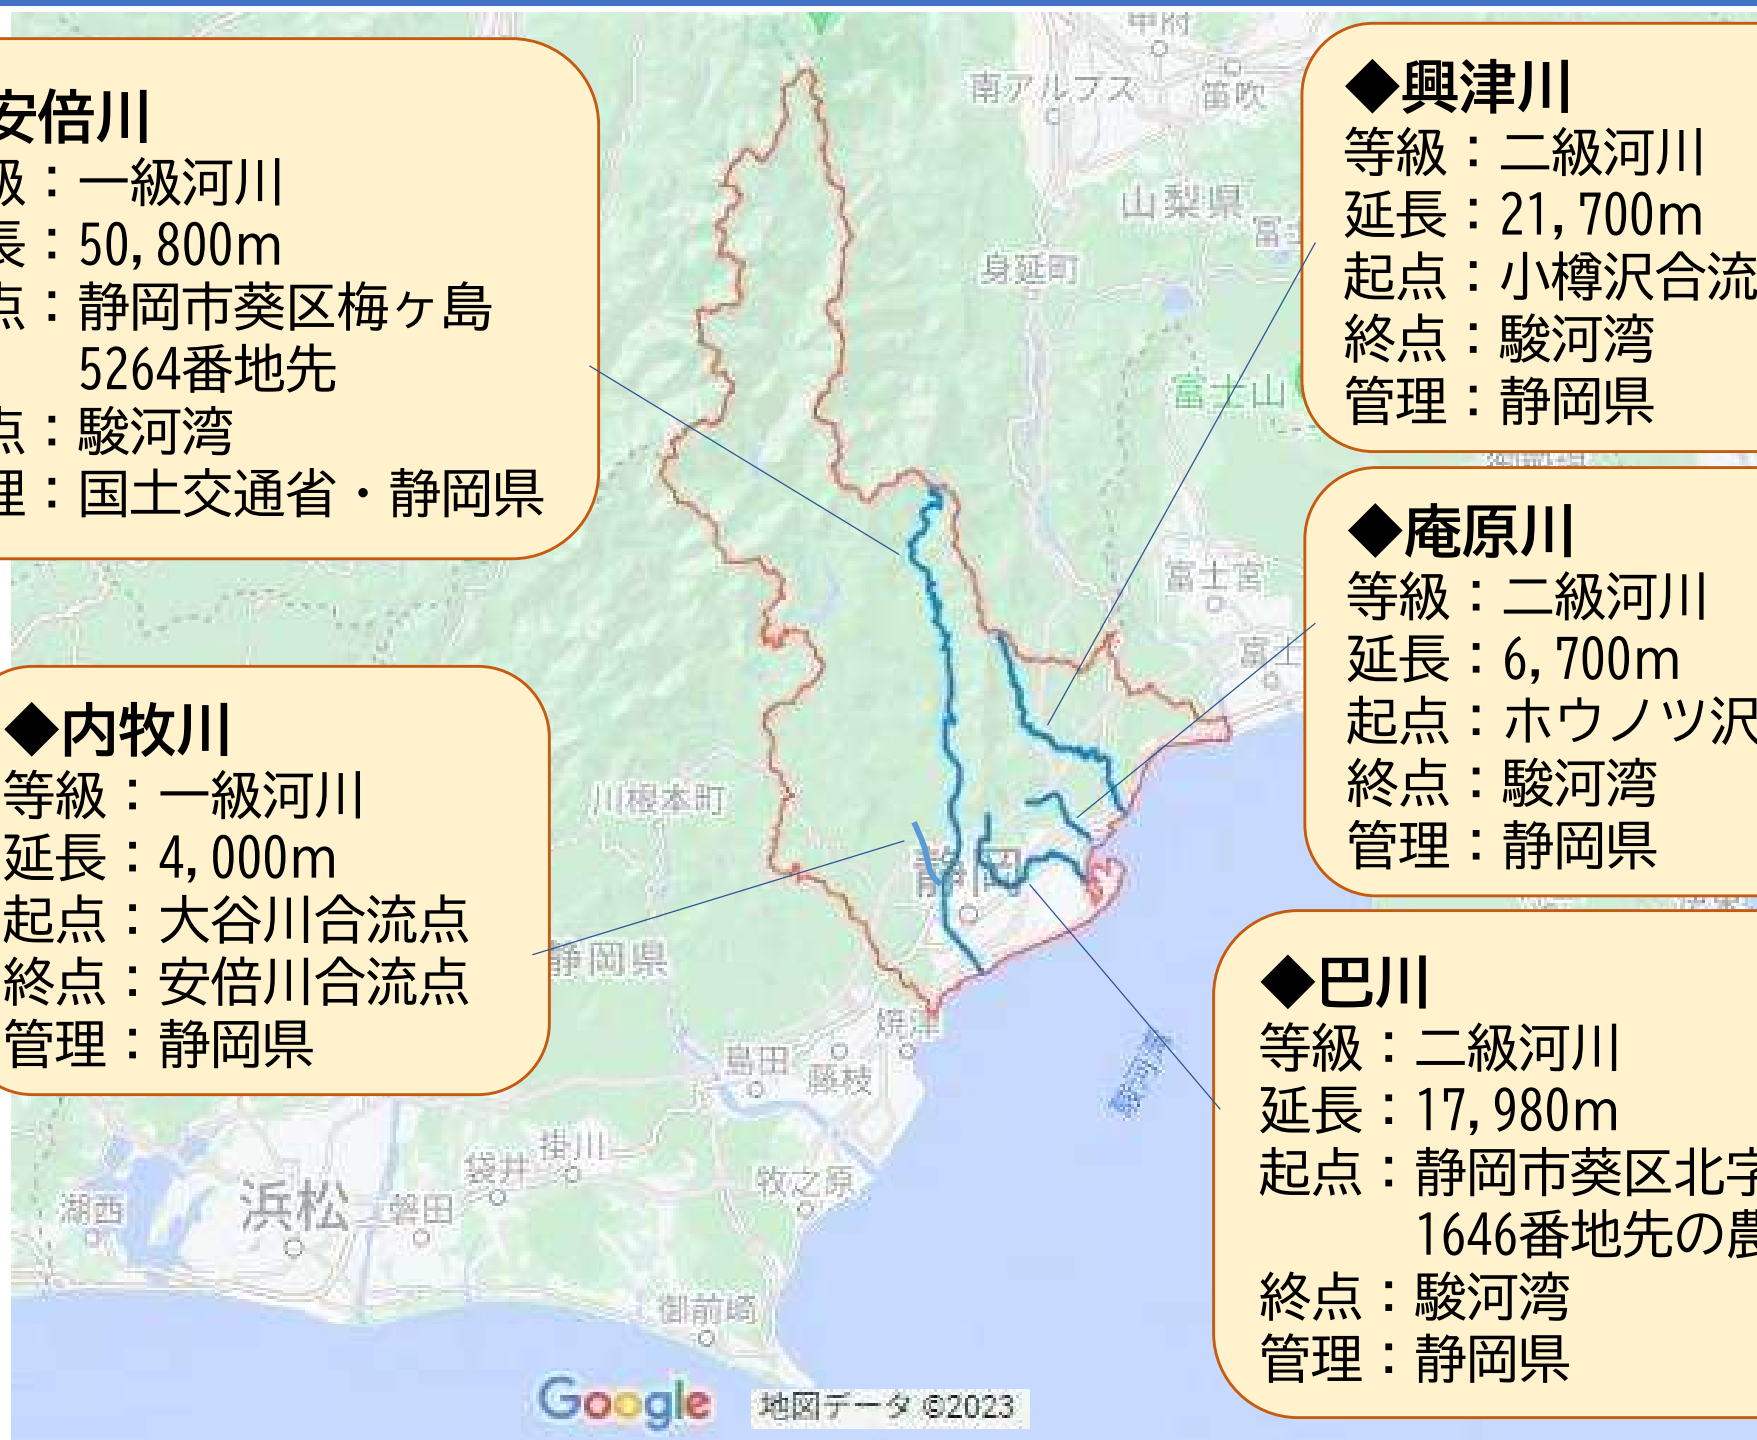 安倍川
級：一級河川
長：50,800m
点：静岡市葵区梅ヶ島
5264番地先
点：駿河湾
理：国土交通省・静岡県
◆内牧川
等級：一級河川
延長：4,000m
起点：大谷川合流点
終点：安倍川合流点
管理：静岡県
◆興津川
等級：二級河川
延長：21,700m
起点：小樽沢合流
終点：駿河湾
管理：静岡県
◆庵原川
等級：二級河川
延長：6,700m
起点：ホウノツ沢
終点：駿河湾
管理：静岡県
◆巴川
等級：二級河川
延長：17,980m
起点：静岡市葵区北字
1646番地先の農
終点：駿河湾
管理：静岡県
甲府
南アルプス
笛吹
山梨県
身延町
富士山
富士宮
富士
川根本町
静岡
静岡県
焼津
島田
藤枝
駿河湾
掛川
袋井
牧之原
湖西
浜松
磐田
御前崎
Google
地図データ ©2023